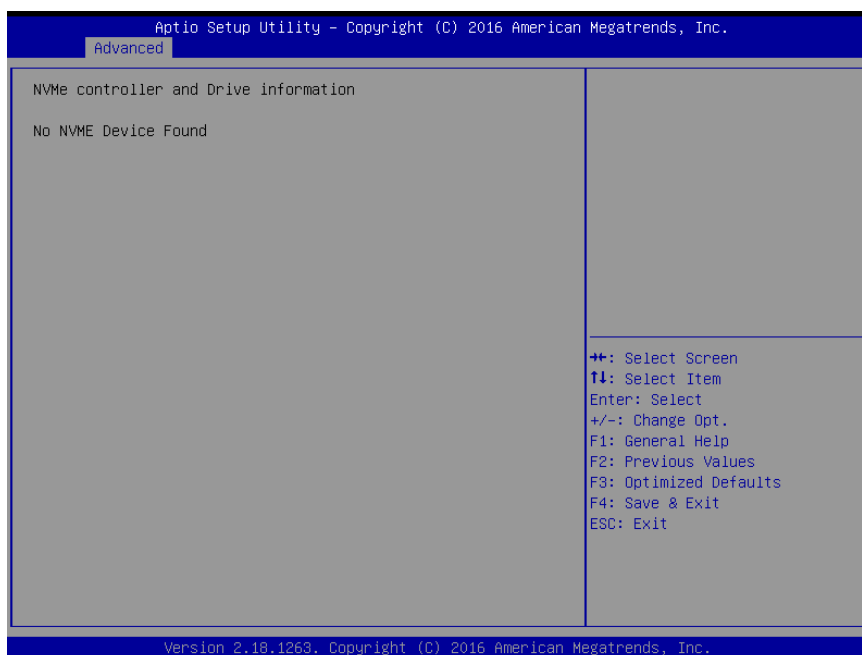 Aptio Setup Utility – Copyright (C) 2016 American Megatrends, Inc.
Advanced
NVMe controller and Drive information
No NVME Device Found
→←: Select Screen
↑↓: Select Item
Enter: Select
+/-: Change Opt.
F1: General Help
F2: Previous Values
F3: Optimized Defaults
F4: Save & Exit
ESC: Exit
Version 2.18.1263. Copyright (C) 2016 American Megatrends, Inc.